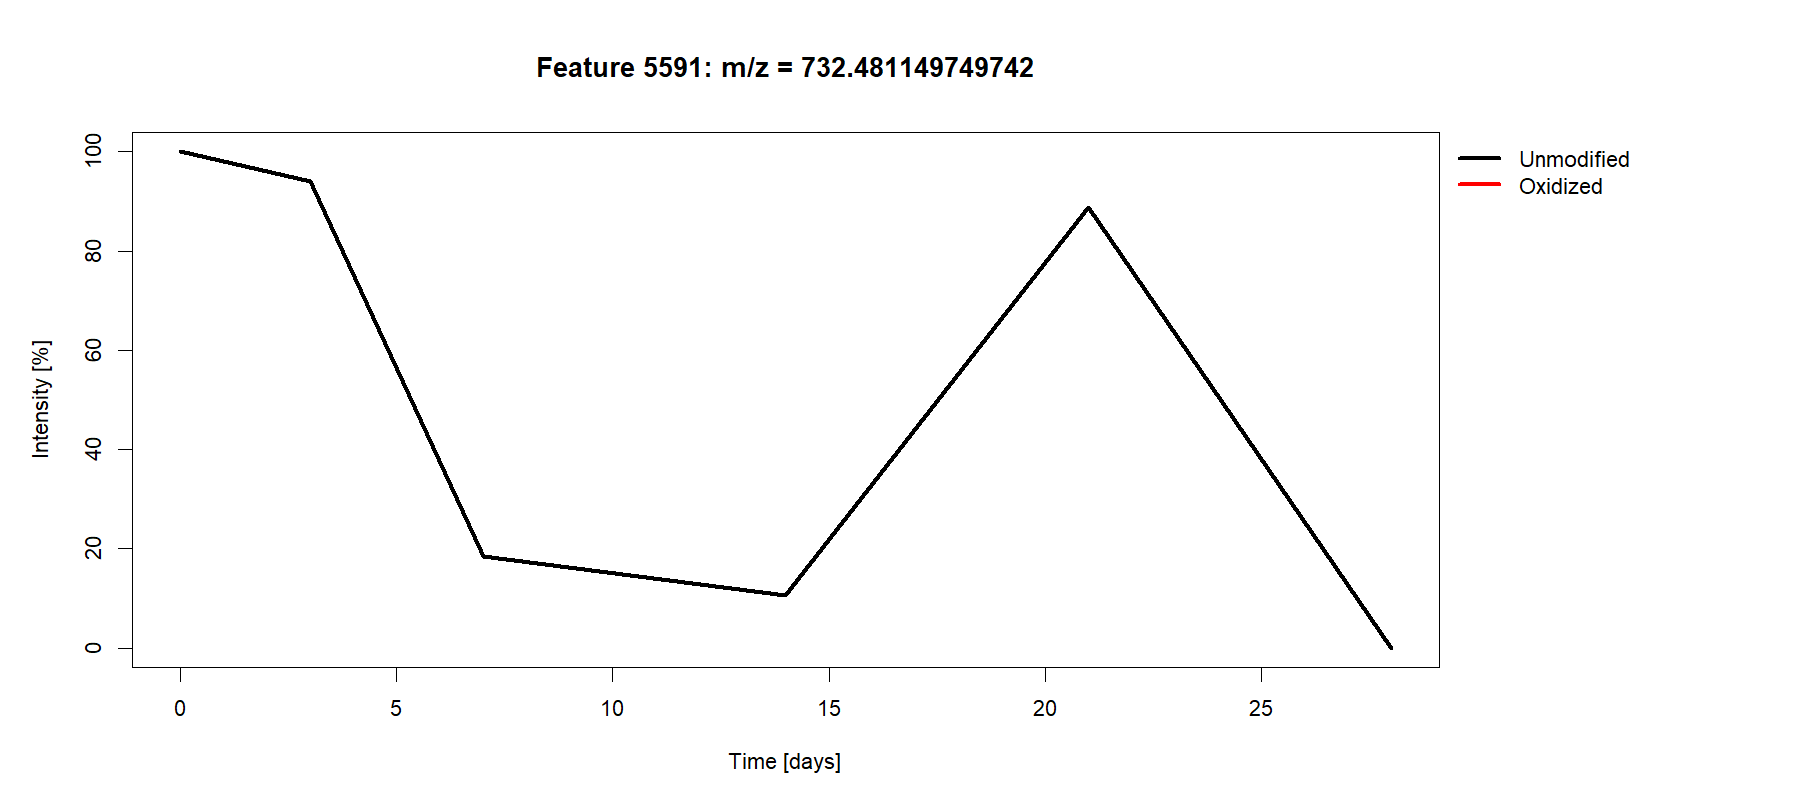 Feature 5591: m/z = 732.481149749742
Unmodified
Oxidized
Intensity [%]
100
80
60
40
20
0
0 5 10 15 20 25
Time [days]